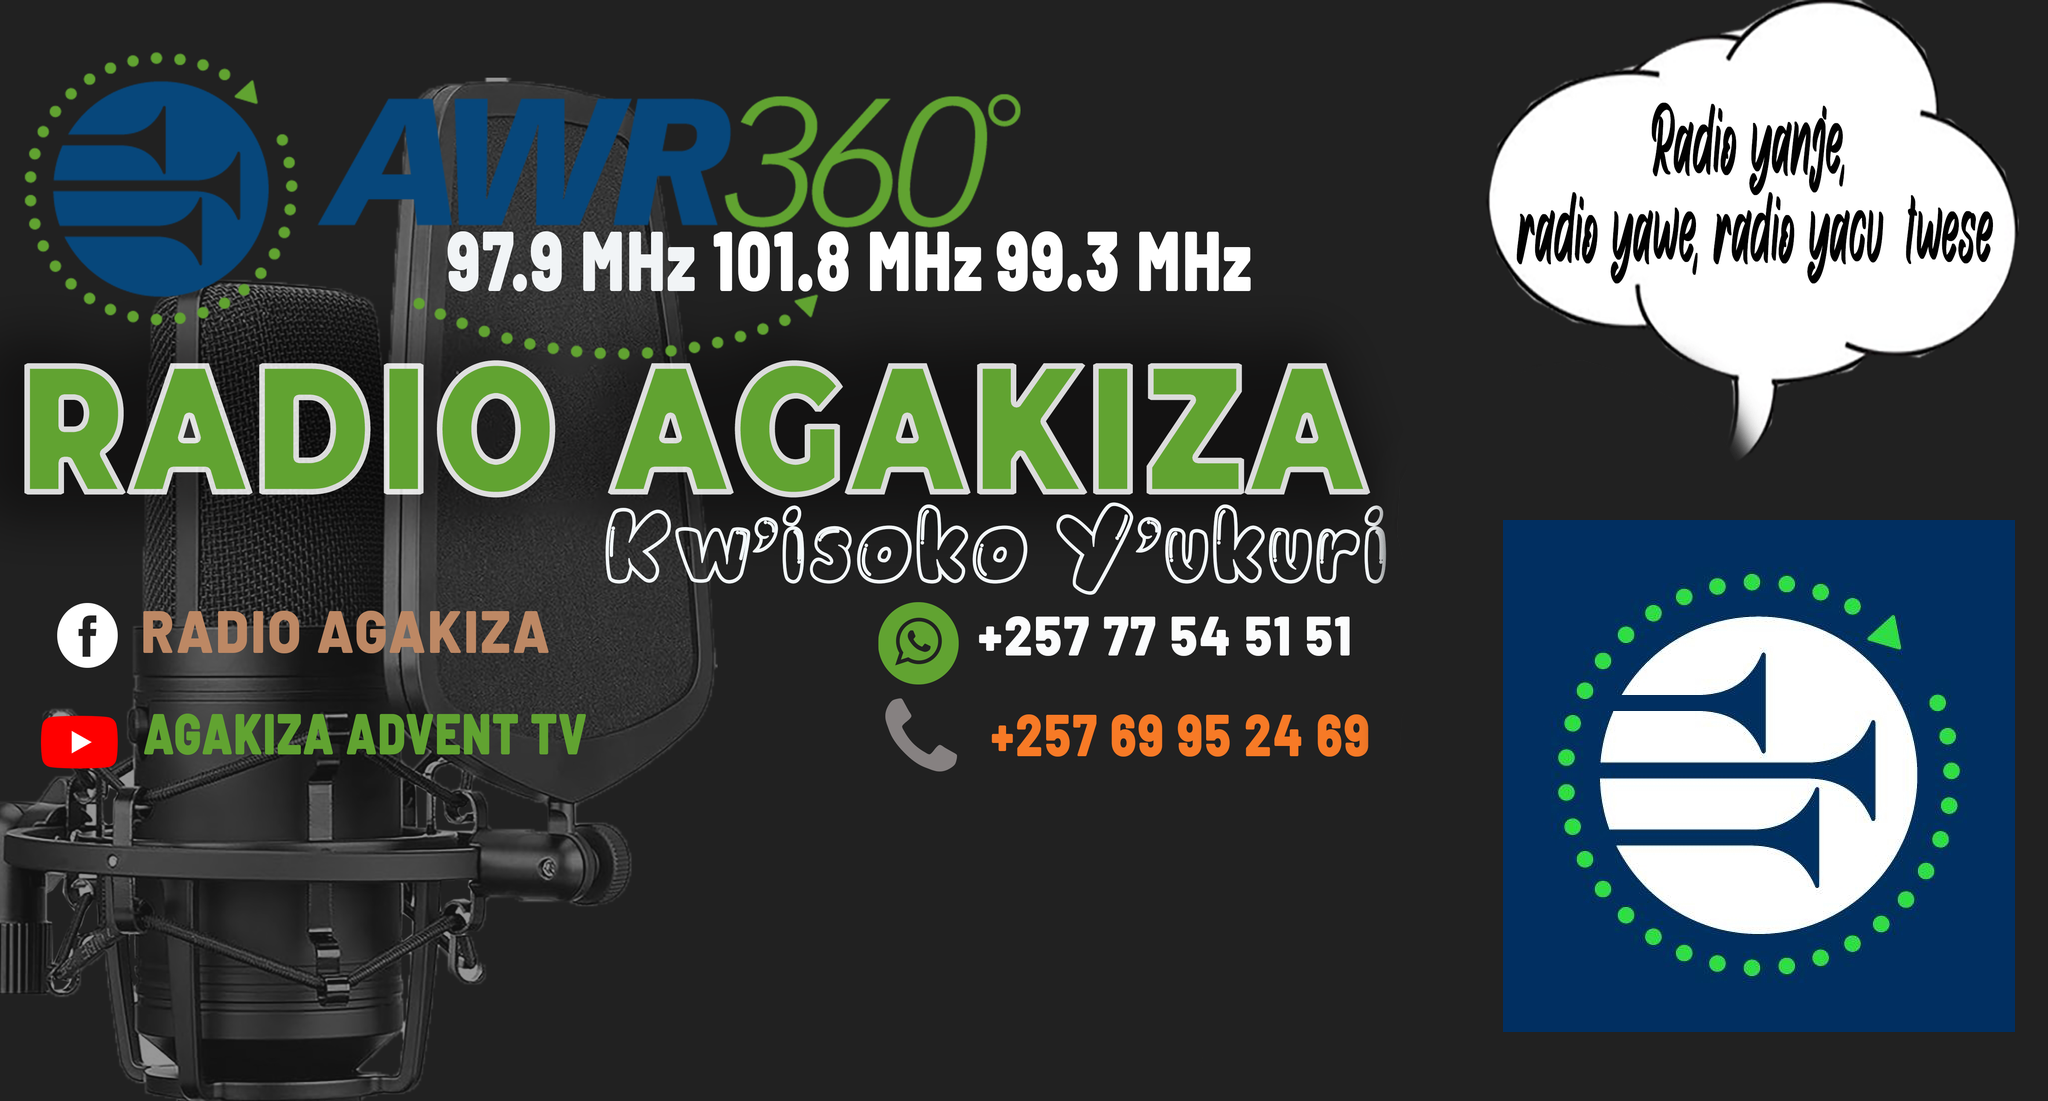 AWR360°
97.9 MHz 101.8 MHz 99.3 MHz
RADIO AGAKIZA
Kw'isoko Y'ukuri
RADIO AGAKIZA
AGAKIZA ADVENT TV
+257 77 54 51 51
+257 69 95 24 69
Radio yanje,
radio yawe, radio yacu twese